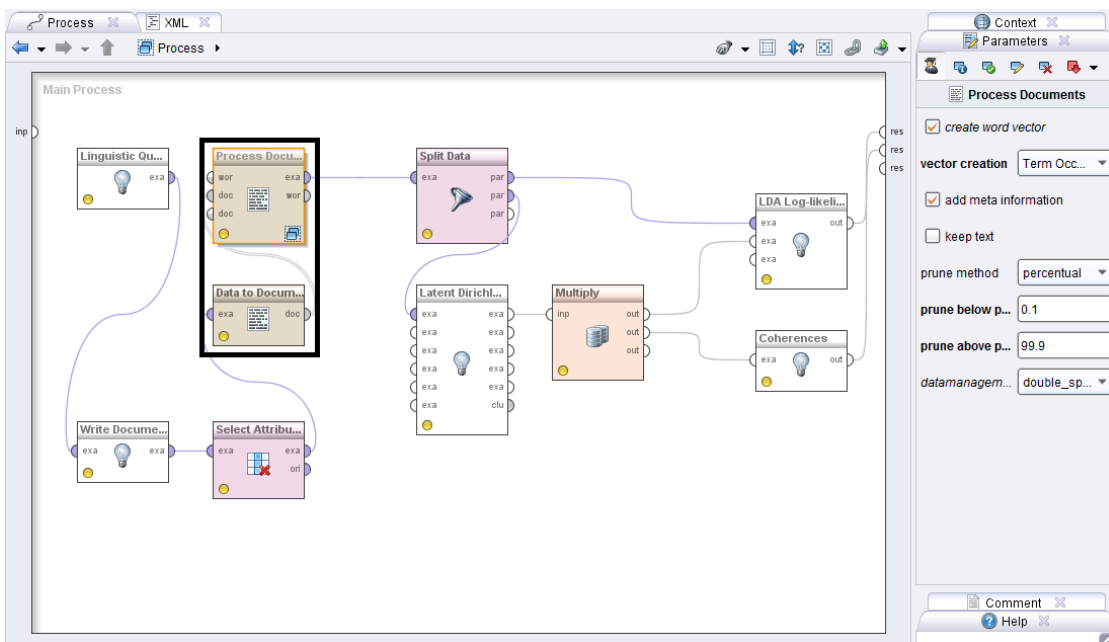 Process
XML
Context
Process
Parameters
Main Process
Process Documents
inp
res
res
res
create word vector
Linguistic Qu...
exa
Process Docu...
wor
exa
doc
wor
doc
Split Data
exa
par
par
par
vector creation
Term Occ...
LDA Log-likeli...
exa
out
exa
exa
add meta information
keep text
prune method
percentual
Data to Docum...
exa
doc
Latent Dirichl...
exa
exa
exa
exa
exa
exa
exa
exa
exa
exa
exa
clu
Multiply
inp
out
out
out
prune below p...
0.1
Coherences
exa
out
prune above p...
99.9
datamanagem...
double_sp...
Write Docume...
exa
exa
Select Attribu...
exa
exa
ori
Comment
Help